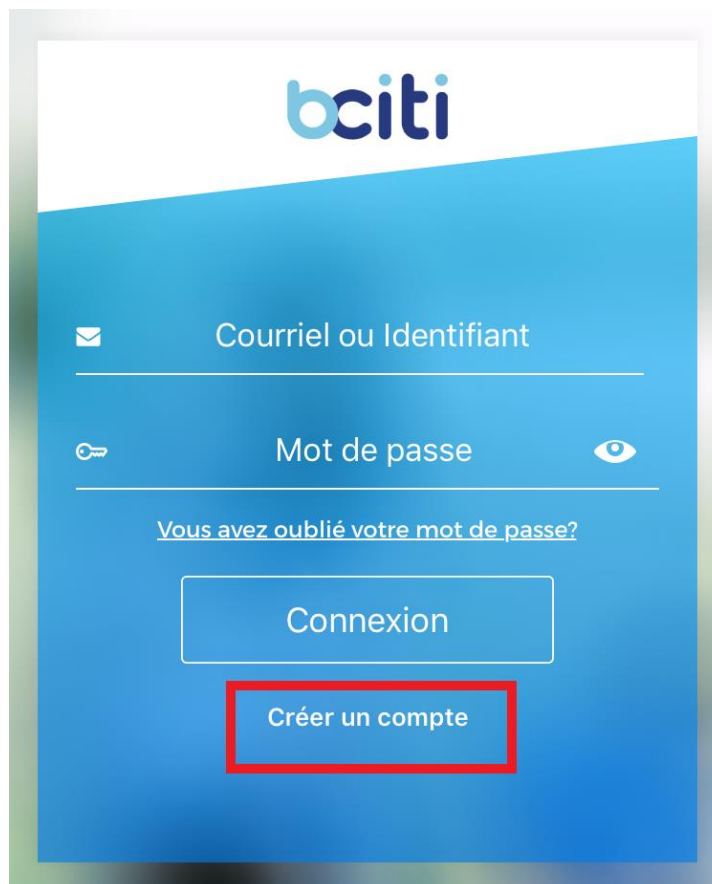 bciti
Courriel ou Identifiant
Mot de passe
Vous avez oublié votre mot de passe?
Connexion
Créer un compte